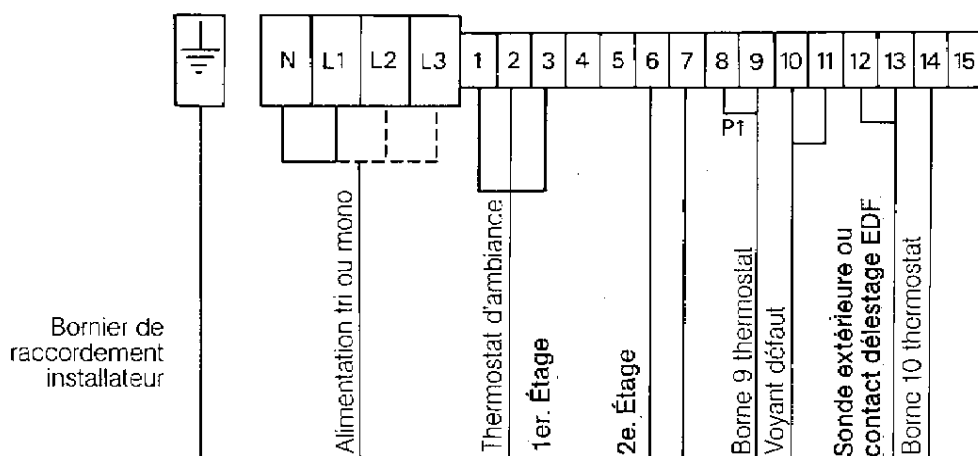 N L1 L2 L3 1 2 3 4 5 6 7 8 9 10 11 12 13 14 15
P↑
Bornier de
raccordement
installateur
Alimentation tri ou mono
Thermostat d'ambiance
1er. Étage
2e. Étage
Borne 9 thermostat
Voyant défaut
Sonde extérieure ou
contact délestage EDF
Borne 10 thermostat